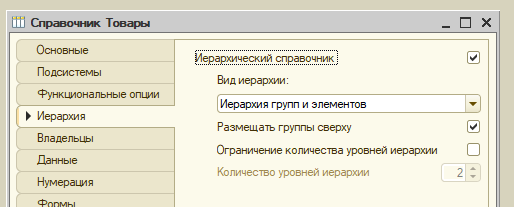 Справочник Товары
Основные
Подсистемы
Функциональные опции
Иерархия
Владельцы
Данные
Нумерация
Формы
Иерархический справочник
Вид иерархии:
Иерархия групп и элементов
Размещать группы сверху
Ограничение количества уровней иерархии
Количество уровней иерархии
2